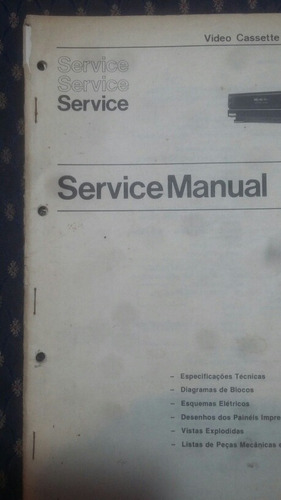 Video Cassette
Service
Service
Service
Service Manual
- Especificações Técnicas
- Diagramas de Blocos
- Esquemas Elétricos
- Desenhos dos Painéis Impre
- Vistas Explodidas
- Listas de Peças Mecânicas e